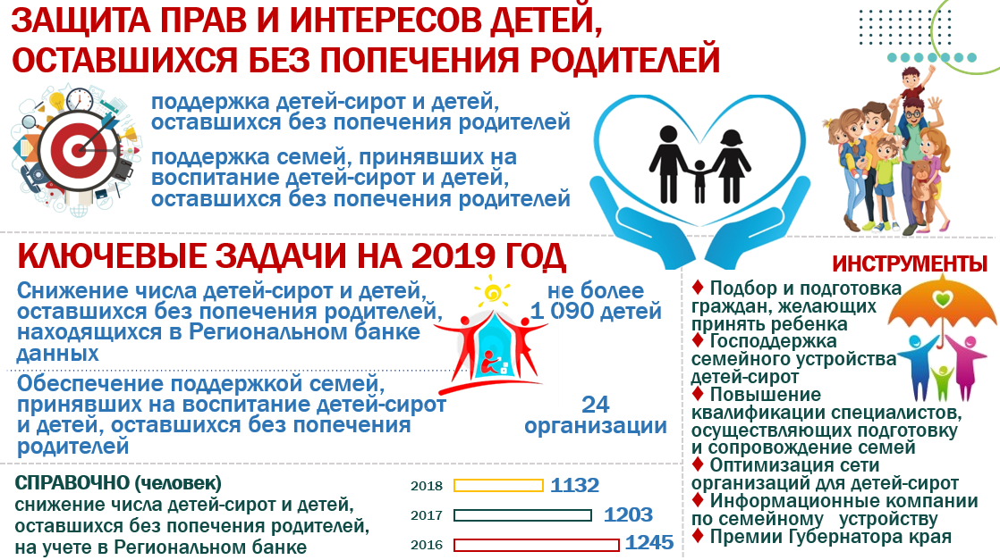 ЗАЩИТА ПРАВ И ИНТЕРЕСОВ ДЕТЕЙ,
ОСТАВШИХСЯ БЕЗ ПОПЕЧЕНИЯ РОДИТЕЛЕЙ
поддержка детей-сирот и детей,
оставшихся без попечения родителей
поддержка семей, принявших на
воспитание детей-сирот и детей,
оставшихся без попечения родителей
КЛЮЧЕВЫЕ ЗАДАЧИ НА 2019 ГОД
Снижение числа детей-сирот и детей,
оставшихся без попечения родителей,
находящихся в Региональном банке
данных
не более
1 090 детей
Обеспечение поддержкой семей,
принявших на воспитание детей-сирот
и детей, оставшихся без попечения
родителей
24
организации
СПРАВОЧНО (человек)
снижение числа детей-сирот и детей,
оставшихся без попечения родителей,
на учете в Региональном банке
2018 1132
2017 1203
2016 1245
ИНСТРУМЕНТЫ
♦ Подбор и подготовка
граждан, желающих
принять ребенка
♦ Господдержка
семейного устройства
детей-сирот
♦ Повышение
квалификации специалистов,
осуществляющих подготовку
и сопровождение семей
♦ Оптимизация сети
организаций для детей-сирот
♦ Информационные компании
по семейному устройству
♦ Премии Губернатора края